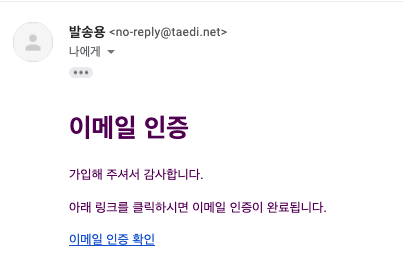 발송용 <no-reply@taedi.net>
나에게
이메일 인증
가입해 주셔서 감사합니다.
아래 링크를 클릭하시면 이메일 인증이 완료됩니다.
이메일 인증 확인